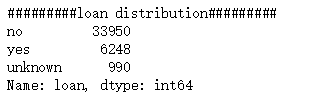 #########loan distribution#########
no         33950
yes         6248
unknown      990
Name: loan, dtype: int64